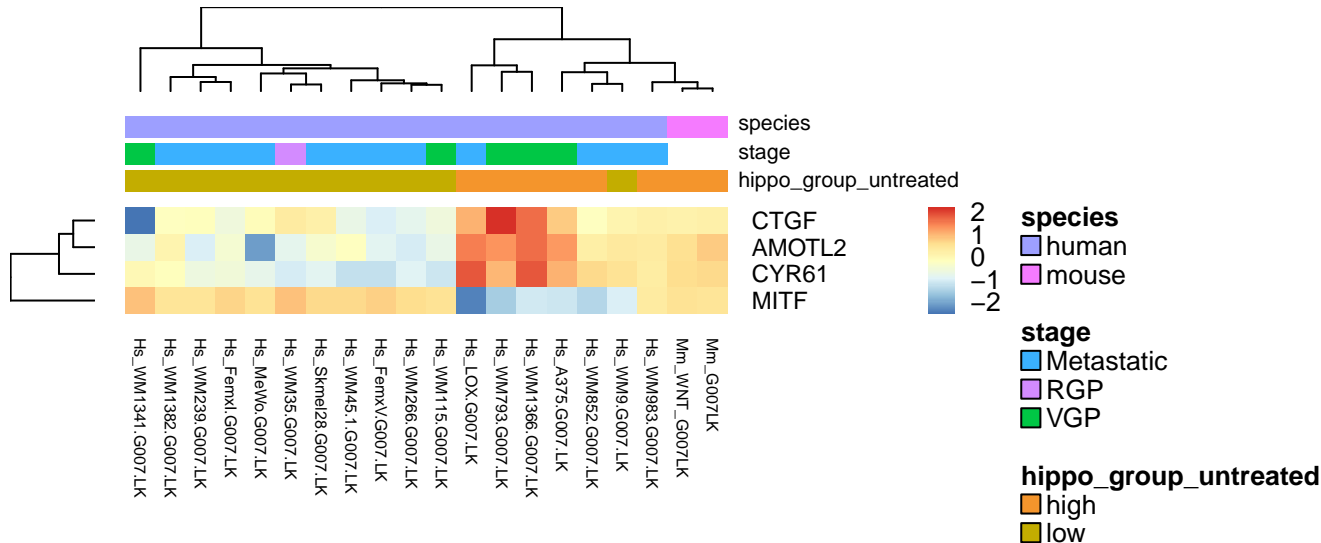 species
stage
hippo_group_untreated
CTGF
AMOTL2
CYR61
MITF
2
1
0
−1
−2
species
human
mouse
stage
Metastatic
RGP
VGP
hippo_group_untreated
high
low
Hs_WM1341.G007.LK
Hs_WM1382.G007.LK
Hs_WM239.G007.LK
Hs_FemxI.G007.LK
Hs_MeWo.G007.LK
Hs_WM35.G007.LK
Hs_Skmel28.G007.LK
Hs_WM45.1.G007.LK
Hs_FemxV.G007.LK
Hs_WM266.G007.LK
Hs_WM115.G007.LK
Hs_LOX.G007.LK
Hs_WM793.G007.LK
Hs_WM1366.G007.LK
Hs_A375.G007.LK
Hs_WM852.G007.LK
Hs_WM9.G007.LK
Hs_WM983.G007.LK
Mm_WNT_G007LK
Mm_G007LK